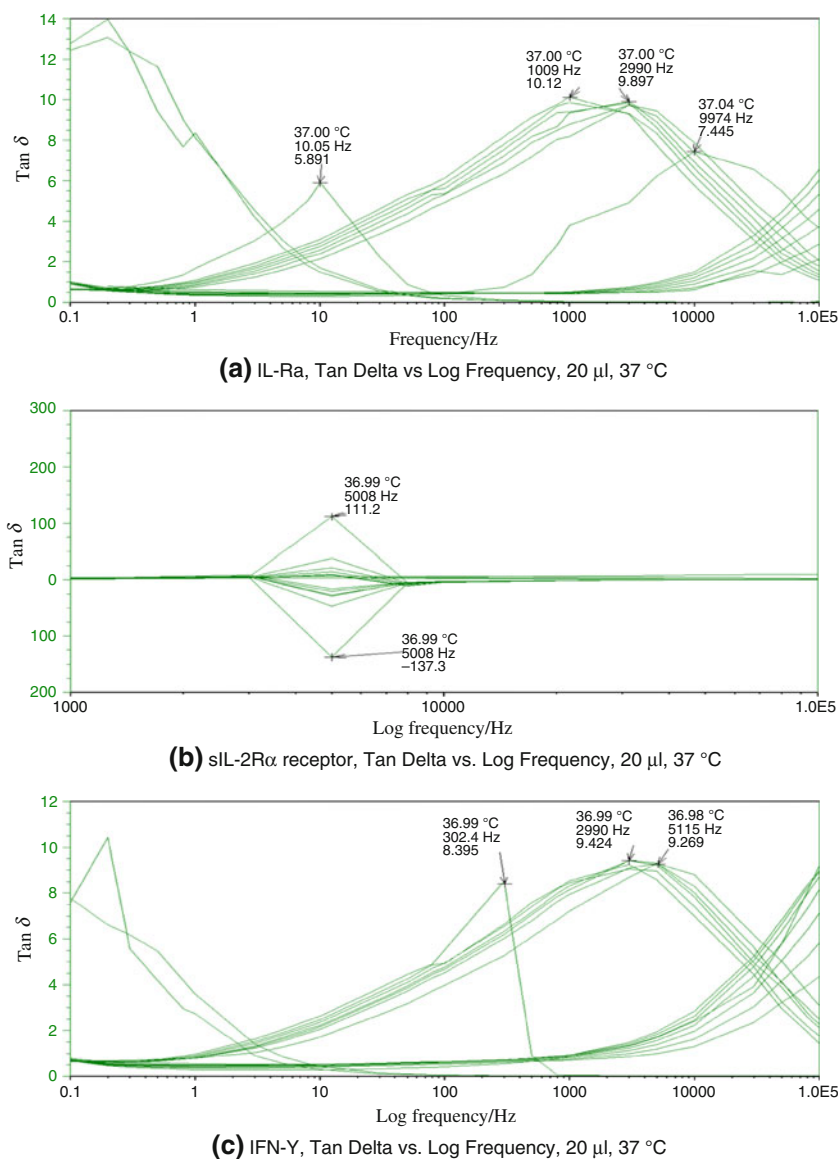 14
12
10
8
6
4
2
0
Tan δ
37.00 °C
10.05 Hz
5.891
37.00 °C
1009 Hz
10.12
37.00 °C
2990 Hz
9.897
37.04 °C
9974 Hz
7.445
0.1 1 10 100 1000 10000 1.0E5
Frequency/Hz
(a) IL-Ra, Tan Delta vs Log Frequency, 20 μl, 37 °C
300
200
100
0
100
200
Tan δ
36.99 °C
5008 Hz
111.2
36.99 °C
5008 Hz
–137.3
1000 10000 1.0E5
Log frequency/Hz
(b) sIL-2Rα receptor, Tan Delta vs. Log Frequency, 20 μl, 37 °C
12
10
8
6
4
2
0
Tan δ
36.99 °C
302.4 Hz
8.395
36.99 °C
2990 Hz
9.424
36.98 °C
5115 Hz
9.269
0.1 1 10 100 1000 10000 1.0E5
Log frequency/Hz
(c) IFN-Y, Tan Delta vs. Log Frequency, 20 μl, 37 °C